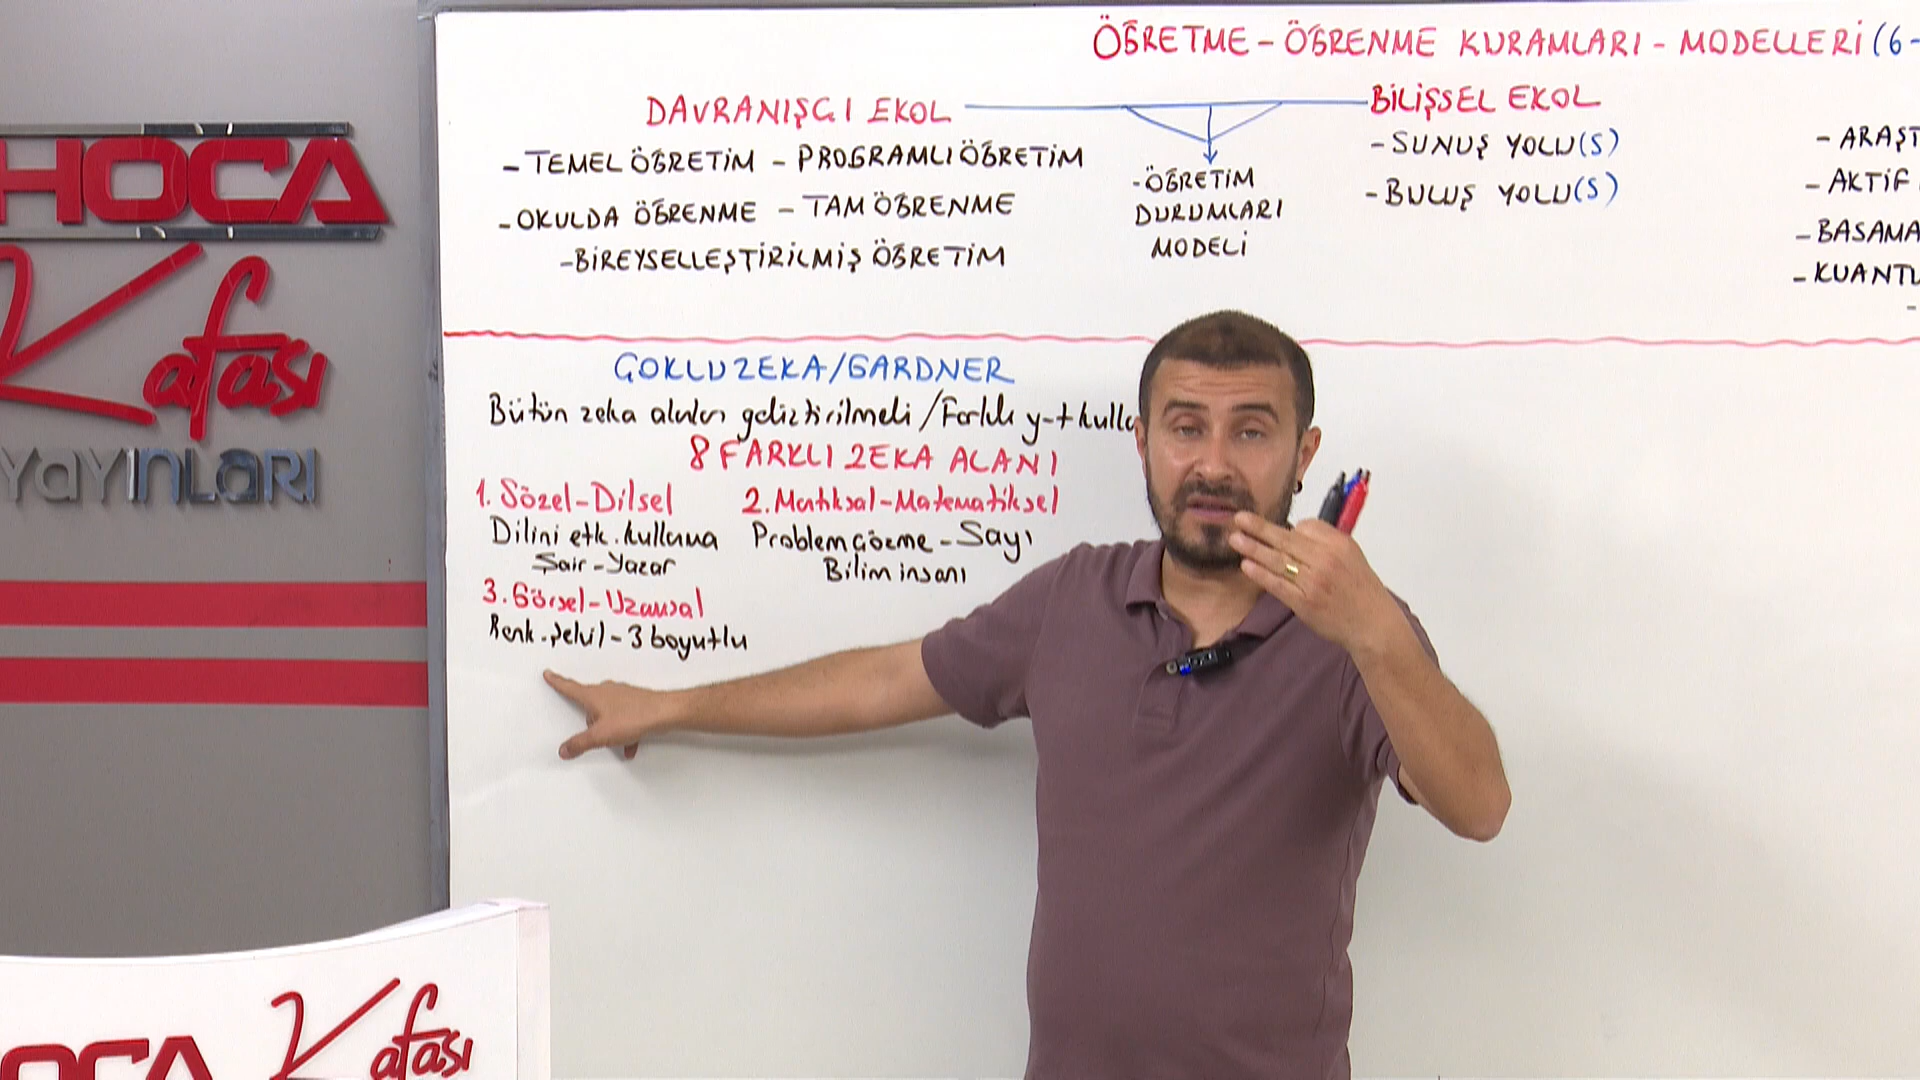 HOCA
Kafası
YAYINLARI
ÖĞRETME - ÖĞRENME KURAMLARI - MODELLERİ (6-
DAVRANIŞÇI EKOL
BİLİŞSEL EKOL
- TEMEL ÖĞRETİM - PROGRAMLI ÖĞRETİM
- OKULDA ÖĞRENME - TAM ÖĞRENME
- BİREYSELLEŞTİRİLMİŞ ÖĞRETİM
- ÖĞRETİM
DURUMLARI
MODELİ
- SUNUŞ YOLU(S)
- BULUŞ YOLU(S)
- ARAŞT
- AKTİF
- BASAMA
- KUANTU
ÇOKLU ZEKA/GARDNER
Bütün zeka alanları geliştirilmeli / Farklı y-t kulla
8 FARKLI ZEKA ALANI
1. Sözel-Dilsel
2. Mantıksal-Matematiksel
Dilini etk. kullanma
Problem çözme - Sayı
Şair - Yazar
Bilim insanı
3. Görsel-Uzamsal
Renk-şekil - 3 boyutlu
HOCA
Kafası